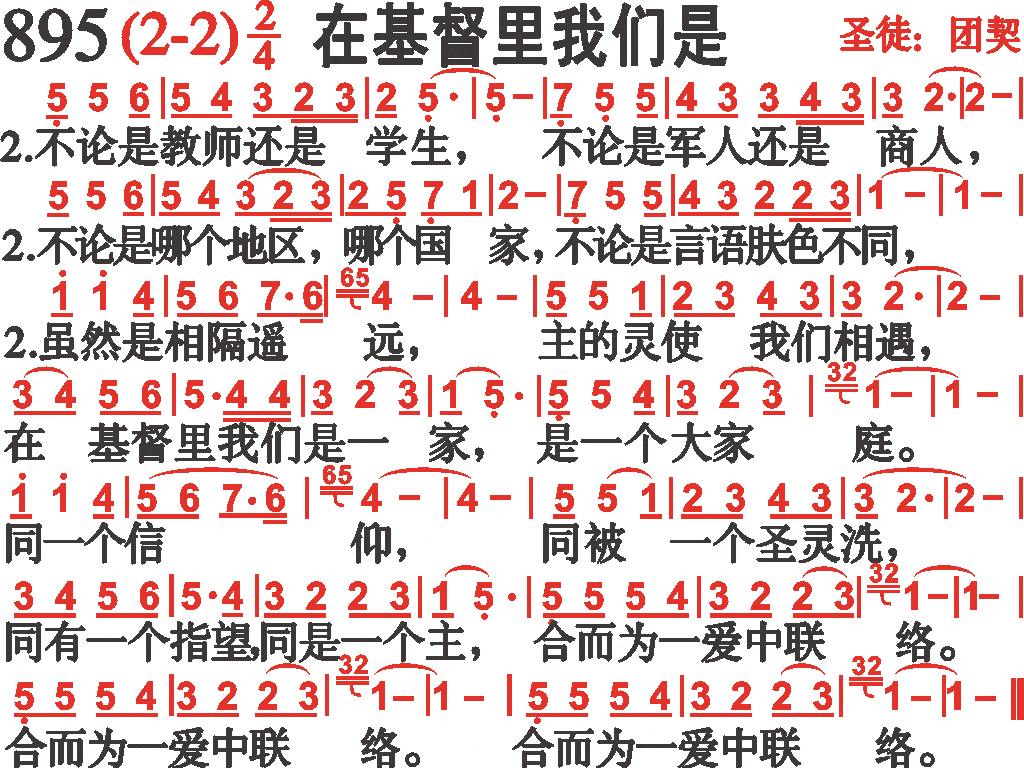 895 (2-2) 2/4 在基督里我们是 圣徒：团契
5 5 6|5 4 3 2 3|2 5·|5–|7 5 5|4 3 3 4 3|3 2·|2–|
2.不论是教师还是 学生， 不论是军人还是 商人，
5 5 6|5 4 3 2 3|2 5 7 1|2–|7 5 5|4 3 2 2 3|1 –|1 –|
2.不论是哪个地区，哪个国 家，不论是言语肤色不同，
1 1 4|5 6 7·6|65 4 –|4 –|5 5 1|2 3 4 3|3 2·|2 –|
2.虽然是相隔遥 远， 主的灵使 我们相遇，
3 4 5 6|5·4 4|3 2 3|1 5·|5 5 4|3 2 3|32 1 –|1 –|
在 基督里我们是一 家， 是一个大家 庭。
1 1 4|5 6 7·6|65 4 –|4 –|5 5 1|2 3 4 3|3 2·|2 –|
同一个信 仰， 同被 一个圣灵洗，
3 4 5 6|5·4|3 2 2 3|1 5·|5 5 5 4|3 2 2 3|32 1–|1–|
同有一个指望,同是一个主， 合而为一爱中联 络。
5 5 5 4|3 2 2 3|32 1–|1 –|5 5 5 4|3 2 2 3|32 1–|1 –
合而为一爱中联 络。 合而为一爱中联 络。